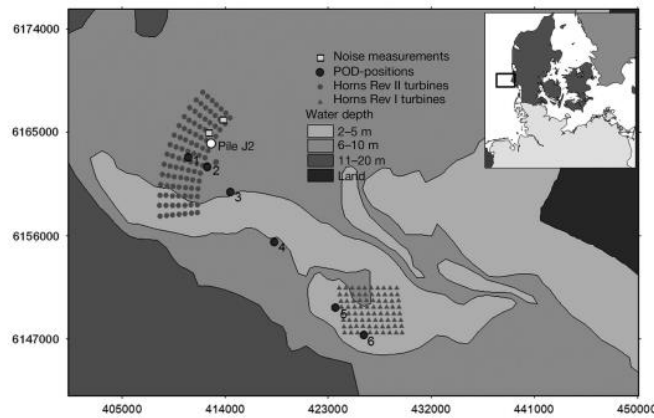 6174000
6165000
6156000
6147000
Noise measurements
POD-positions
Horns Rev II turbines
Horns Rev I turbines
Water depth
2–5 m
6–10 m
11–20 m
Land
Pile J2
1
2
3
4
5
6
405000
414000
423000
432000
441000
450000